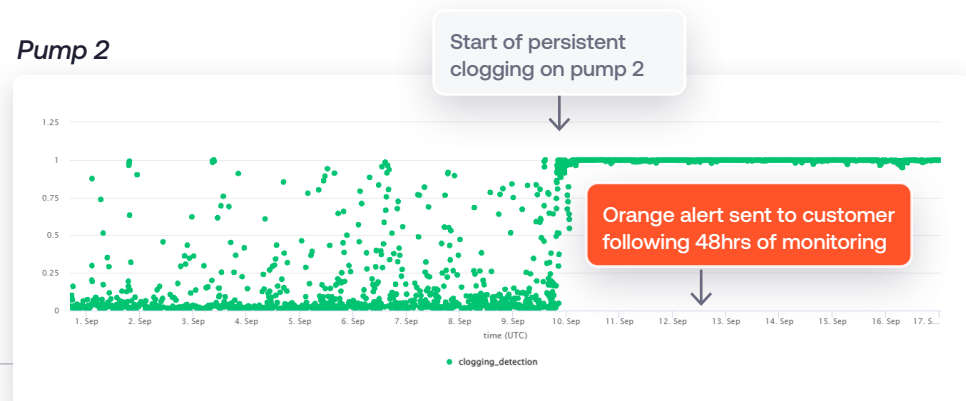 Pump 2
Start of persistent
clogging on pump 2
1.25
1
0.75
0.5
0.25
0
Orange alert sent to customer
following 48hrs of monitoring
1. Sep
2. Sep
3. Sep
4. Sep
5. Sep
6. Sep
7. Sep
8. Sep
9. Sep
10. Sep
11. Sep
12. Sep
13. Sep
14. Sep
15. Sep
16. Sep
17. S...
time (UTC)
clogging_detection